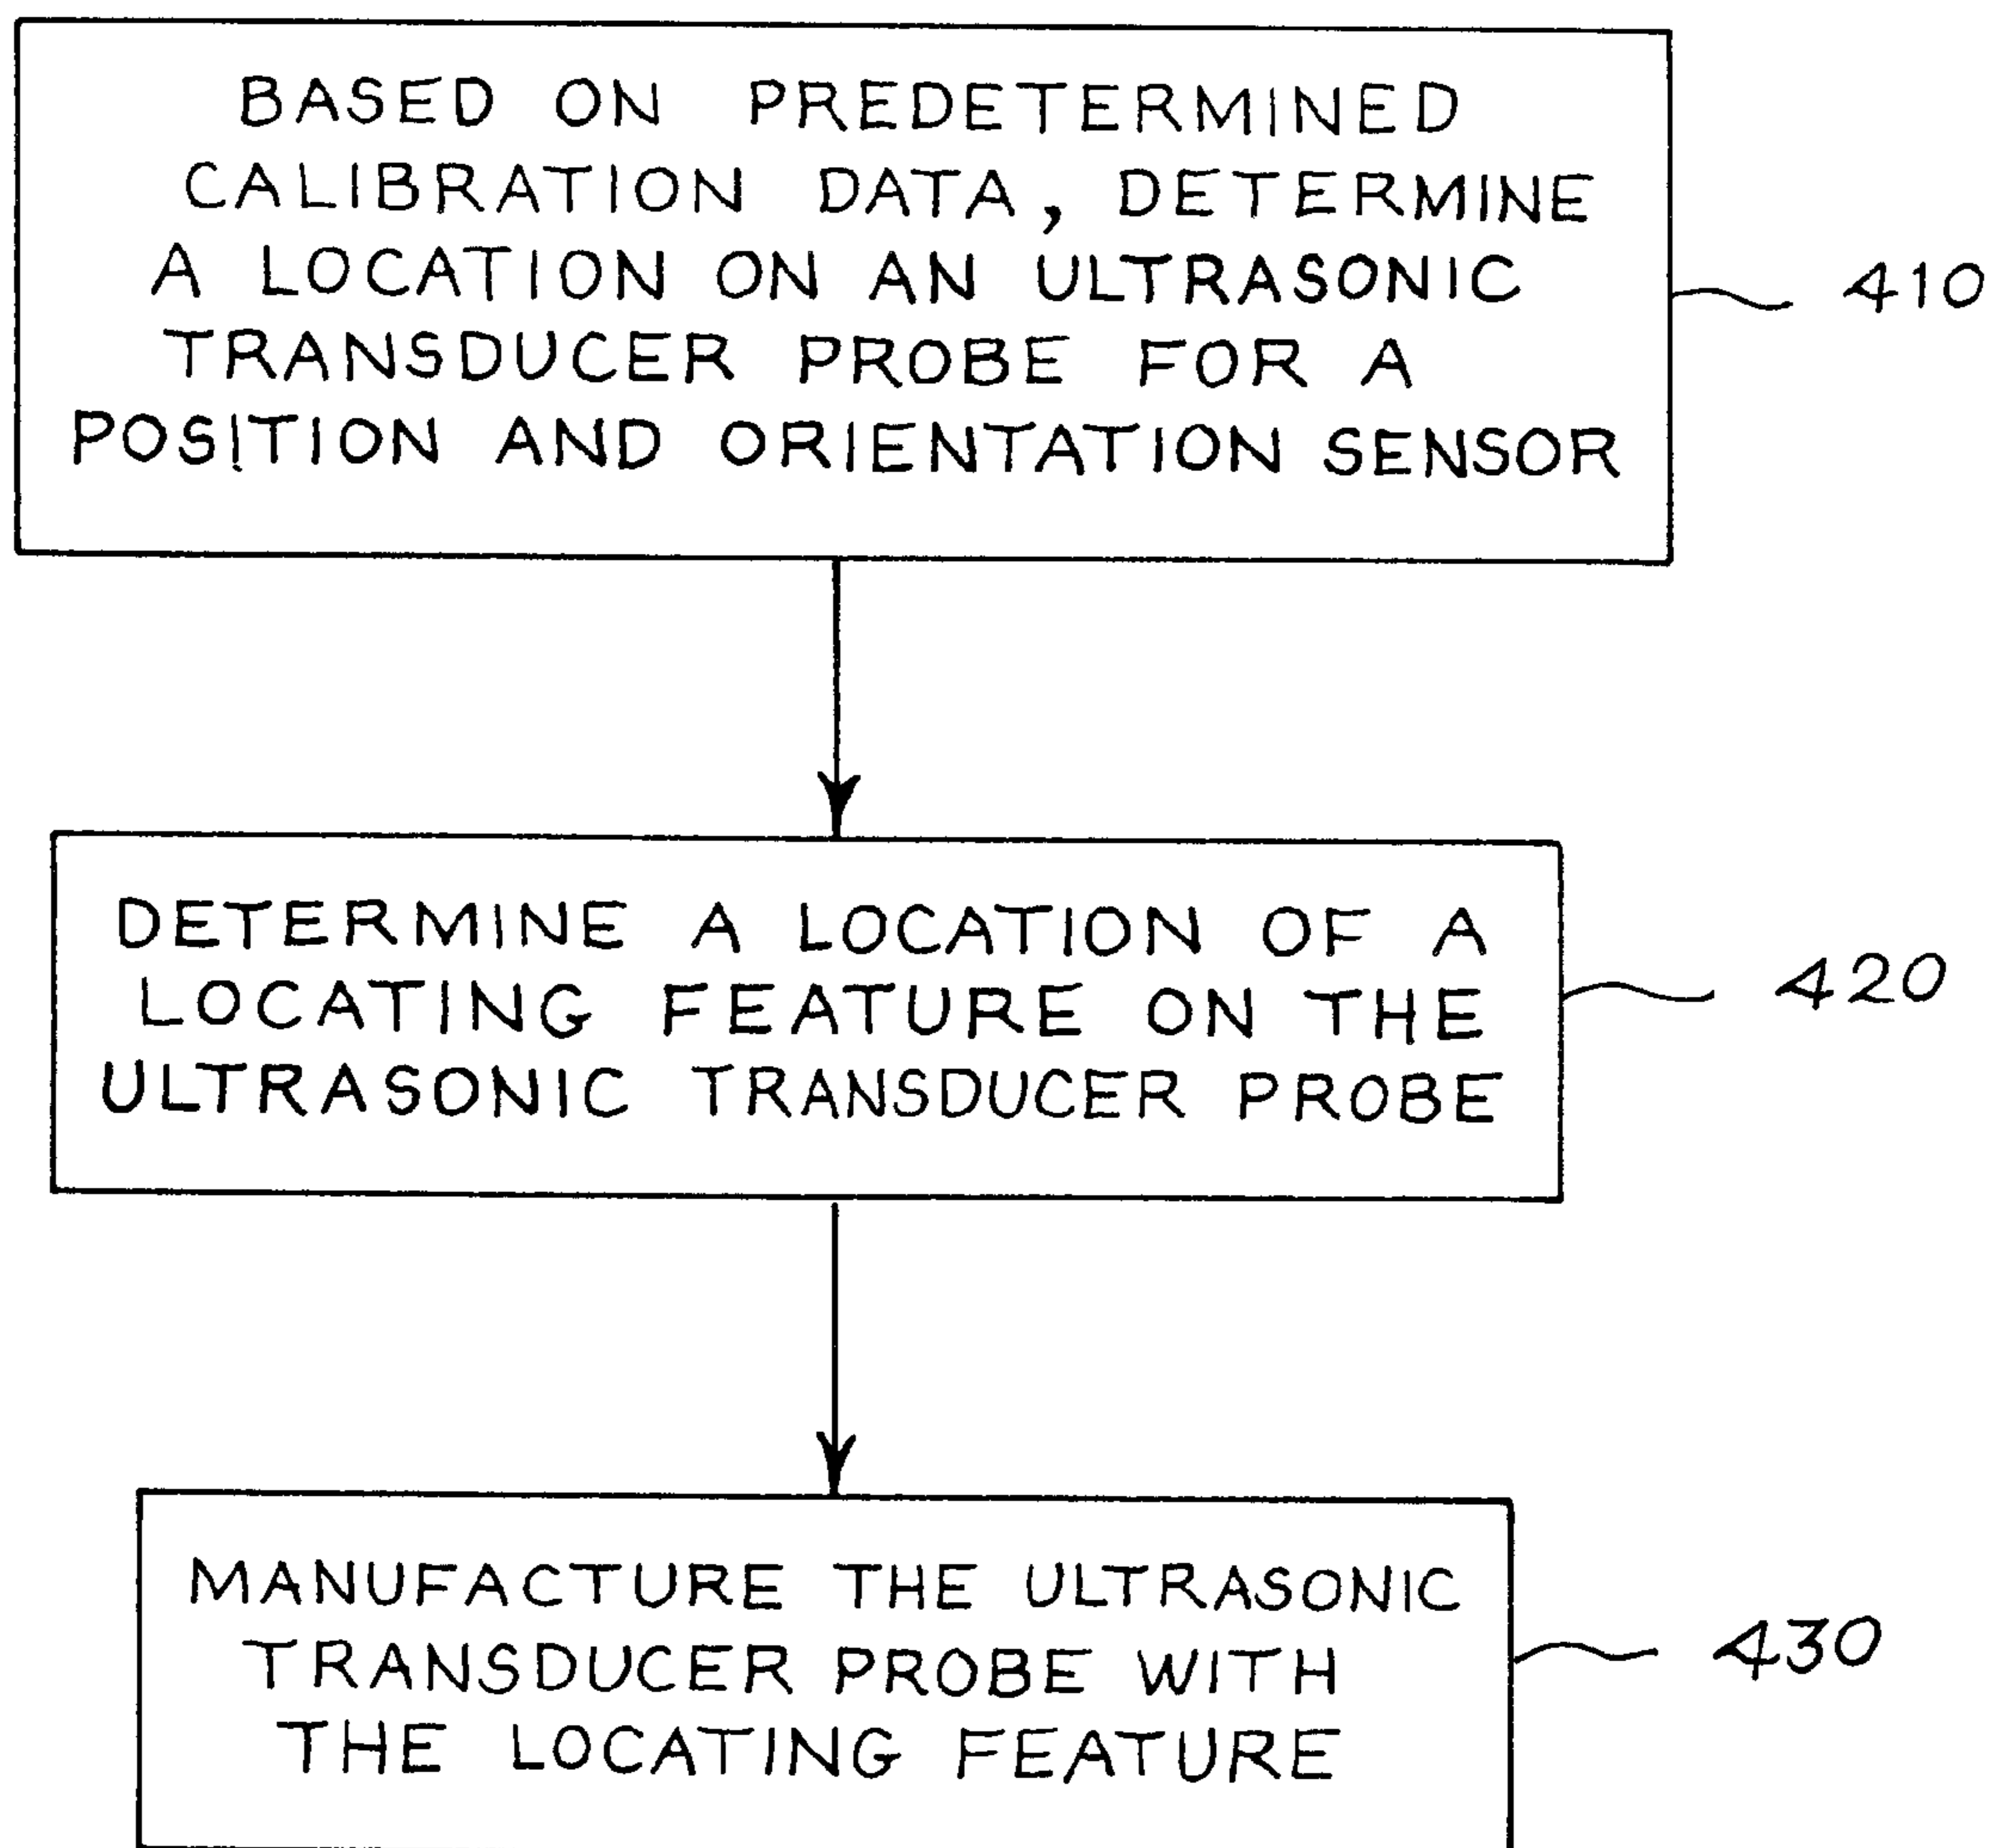 BASED ON PREDETERMINED
CALIBRATION DATA, DETERMINE
A LOCATION ON AN ULTRASONIC
TRANSDUCER PROBE FOR A
POSITION AND ORIENTATION SENSOR
410
DETERMINE A LOCATION OF A
LOCATING FEATURE ON THE
ULTRASONIC TRANSDUCER PROBE
420
MANUFACTURE THE ULTRASONIC
TRANSDUCER PROBE WITH
THE LOCATING FEATURE
430